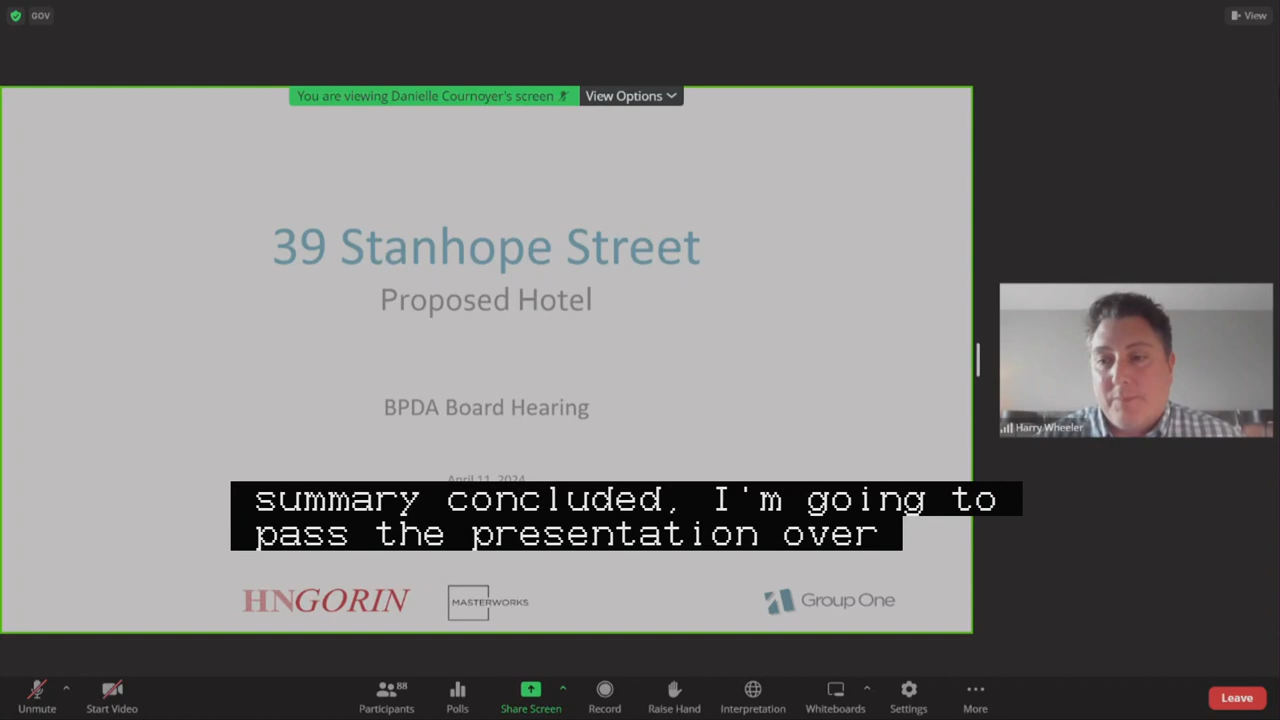 GOV
View
You are viewing Danielle Cournoyer's screen
View Options
39 Stanhope Street
Proposed Hotel
BPDA Board Hearing
April 11, 2024
summary concluded, I'm going to
pass the presentation over
Harry Wheeler
HNGORIN
MASTERWORKS
Group One
Unmute
Start Video
Participants
88
Polls
Share Screen
Record
Raise Hand
Interpretation
Whiteboards
Settings
More
Leave